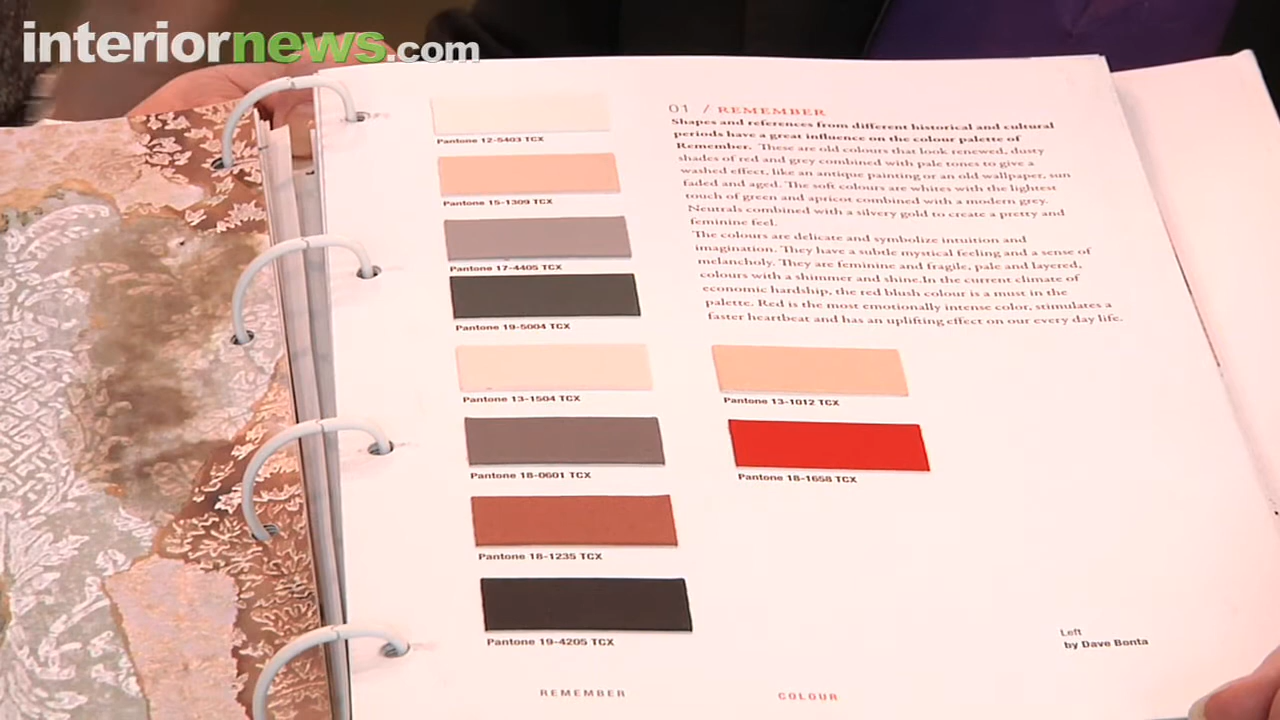 interiornews.com
01 / REMEMBER
Shapes and references from different historical and cultural
periods have a great influence on the colour palette of
Remember. These are old colours that look renewed, dusty
shades of red and grey combined with pale tones to give a
washed effect, like an antique painting or an old wallpaper, sun
faded and aged. The soft colours are whites with the lightest
touch of green and apricot combined with a modern grey.
Neutrals combined with a silvery gold to create a pretty and
feminine feel.
The colours are delicate and symbolize intuition and
imagination. They have a subtle mystical feeling and a sense of
melancholy. They are feminine and fragile, pale and layered,
colours with a shimmer and shine.In the current climate of
economic hardship, the red blush colour is a must in the
palette. Red is the most emotionally intense color, stimulates a
faster heartbeat and has an uplifting effect on our every day life.
Pantone 12-5403 TCX
Pantone 15-1309 TCX
Pantone 17-4405 TCX
Pantone 19-5004 TCX
Pantone 13-1504 TCX
Pantone 18-0601 TCX
Pantone 18-1235 TCX
Pantone 19-4205 TCX
Pantone 13-1012 TCX
Pantone 18-1658 TCX
Left
by Dave Bonta
REMEMBER
COLOUR